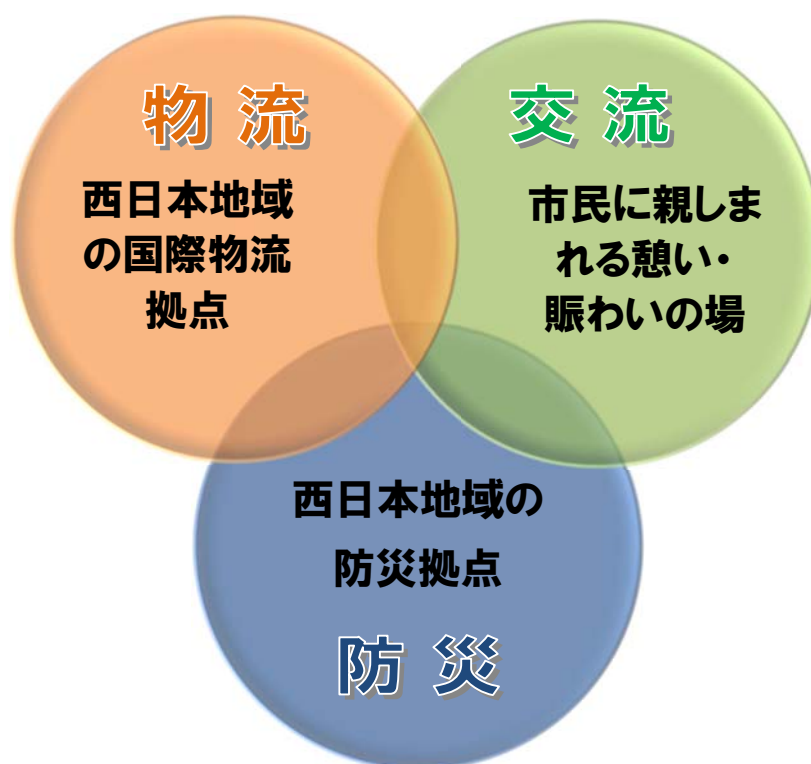 物 流
西日本地域
の国際物流
拠点
交 流
市民に親しま
れる憩い・
賑わいの場
西日本地域の
防災拠点
防 災